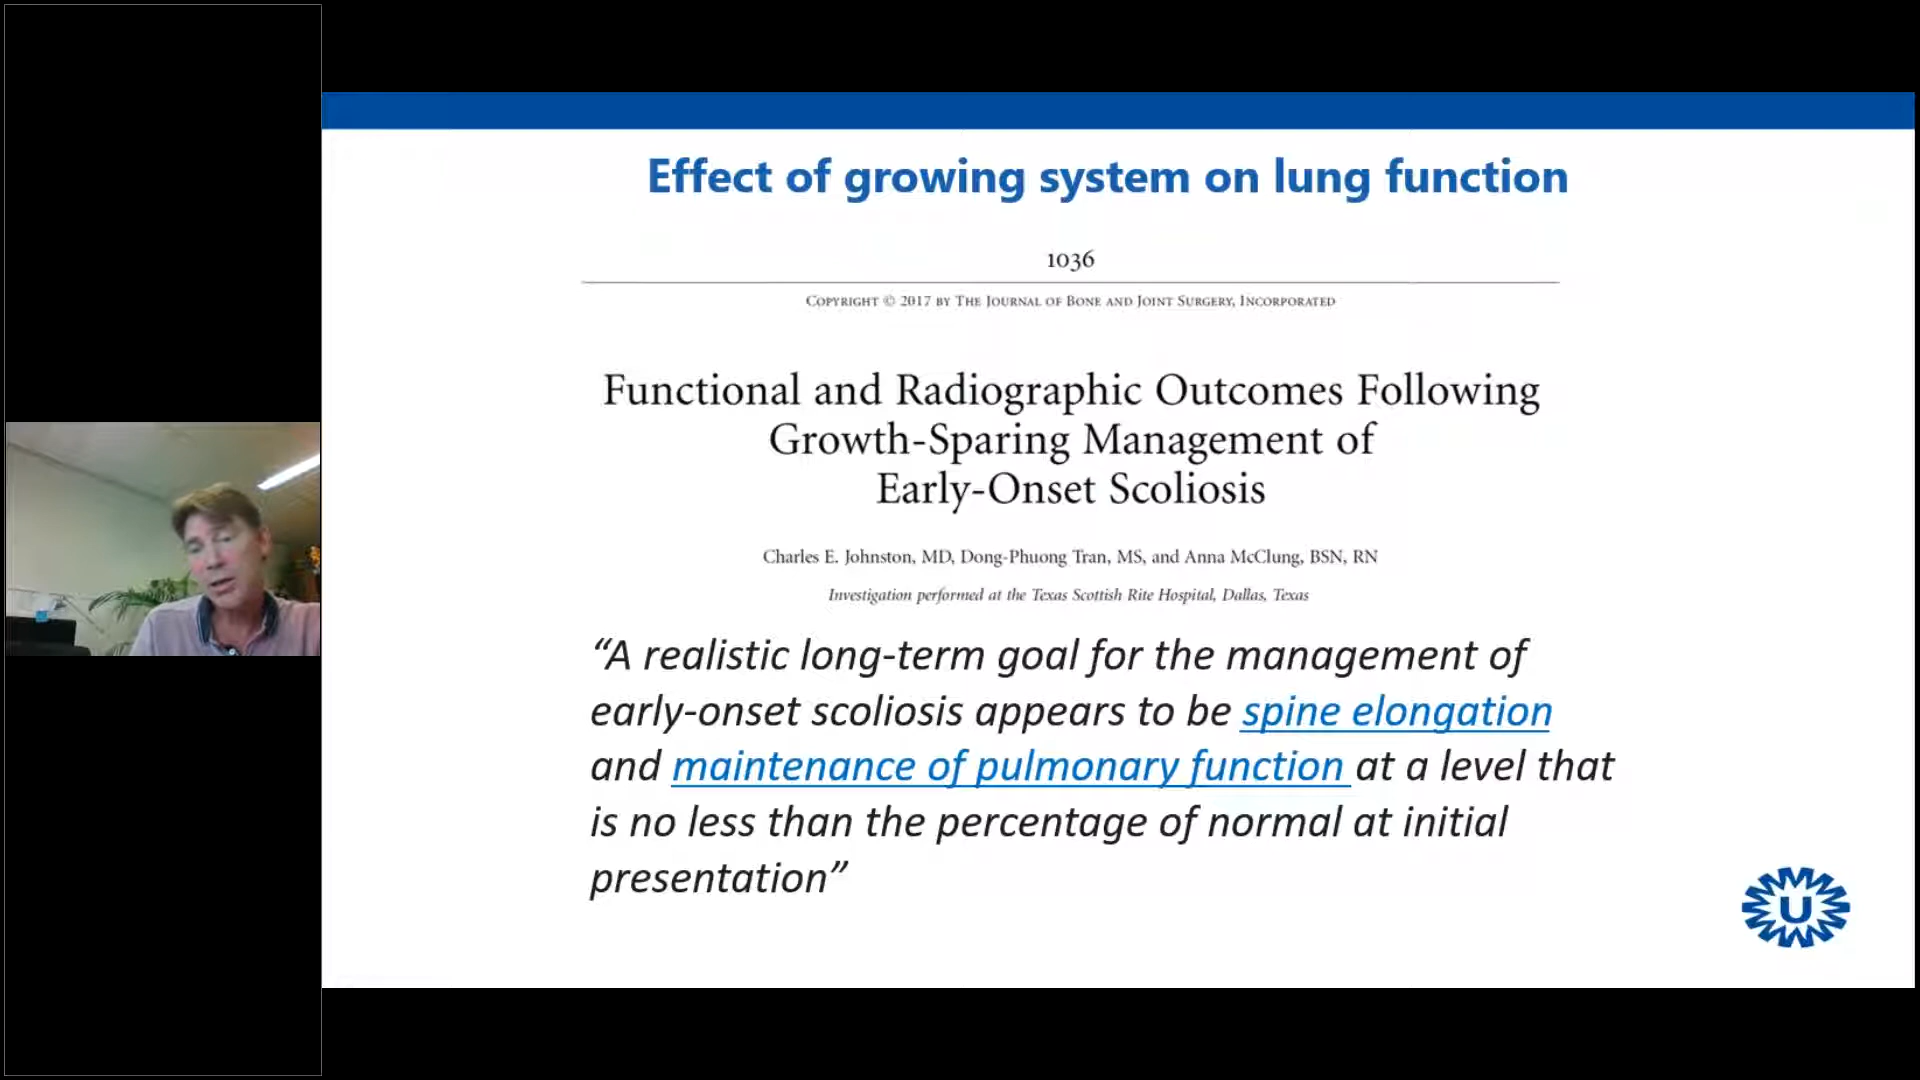 Effect of growing system on lung function
1036
COPYRIGHT © 2017 BY THE JOURNAL OF BONE AND JOINT SURGERY, INCORPORATED
Functional and Radiographic Outcomes Following
Growth-Sparing Management of
Early-Onset Scoliosis
Charles E. Johnston, MD, Dong-Phuong Tran, MS, and Anna McClung, BSN, RN
Investigation performed at the Texas Scottish Rite Hospital, Dallas, Texas
“A realistic long-term goal for the management of
early-onset scoliosis appears to be spine elongation
and maintenance of pulmonary function at a level that
is no less than the percentage of normal at initial
presentation”
U